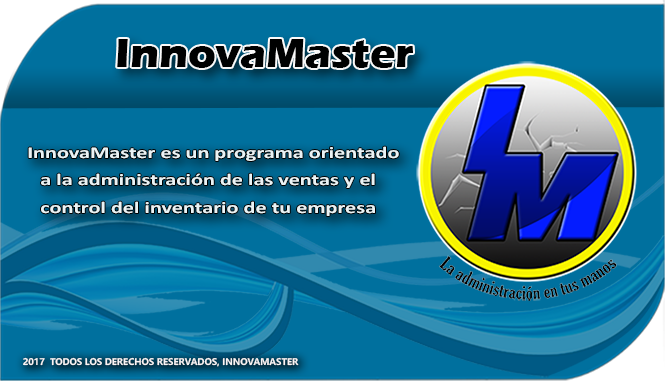 InnovaMaster
InnovaMaster es un programa orientado
a la administración de las ventas y el
control del inventario de tu empresa
IM
La administración en tus manos
2017 TODOS LOS DERECHOS RESERVADOS, INNOVAMASTER